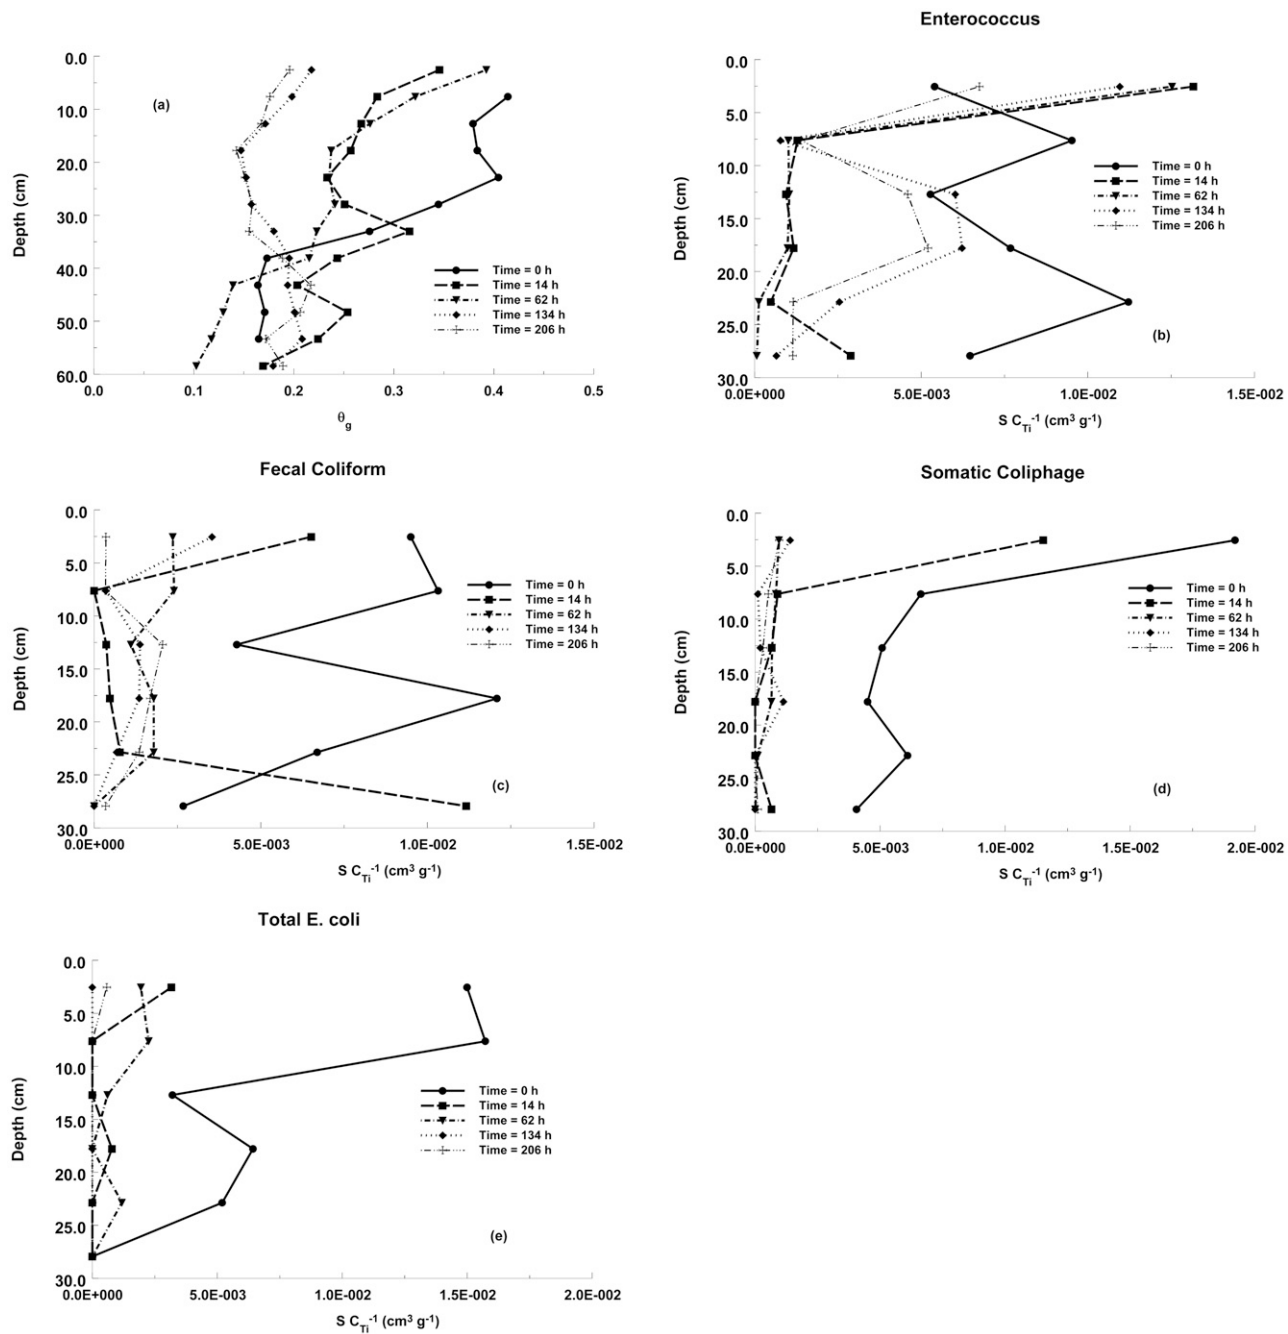 0.0
10.0
20.0
30.0
40.0
50.0
60.0
Depth (cm)
(a)
Time = 0 h
Time = 14 h
Time = 62 h
Time = 134 h
Time = 206 h
0.0
0.1
0.2
0.3
0.4
0.5
θg
Enterococcus
0.0
5.0
10.0
15.0
20.0
25.0
30.0
Depth (cm)
Time = 0 h
Time = 14 h
Time = 62 h
Time = 134 h
Time = 206 h
(b)
0.0E+000
5.0E-003
1.0E-002
1.5E-002
S CTi-1 (cm3 g-1)
Fecal Coliform
0.0
5.0
10.0
15.0
20.0
25.0
30.0
Depth (cm)
Time = 0 h
Time = 14 h
Time = 62 h
Time = 134 h
Time = 206 h
(c)
0.0E+000
5.0E-003
1.0E-002
1.5E-002
S CTi-1 (cm3 g-1)
Somatic Coliphage
0.0
5.0
10.0
15.0
20.0
25.0
30.0
Depth (cm)
Time = 0 h
Time = 14 h
Time = 62 h
Time = 134 h
Time = 206 h
(d)
0.0E+000
5.0E-003
1.0E-002
1.5E-002
2.0E-002
S CTi-1 (cm3 g-1)
Total E. coli
0.0
5.0
10.0
15.0
20.0
25.0
30.0
Depth (cm)
Time = 0 h
Time = 14 h
Time = 62 h
Time = 134 h
Time = 206 h
(e)
0.0E+000
5.0E-003
1.0E-002
1.5E-002
2.0E-002
S CTi-1 (cm3 g-1)